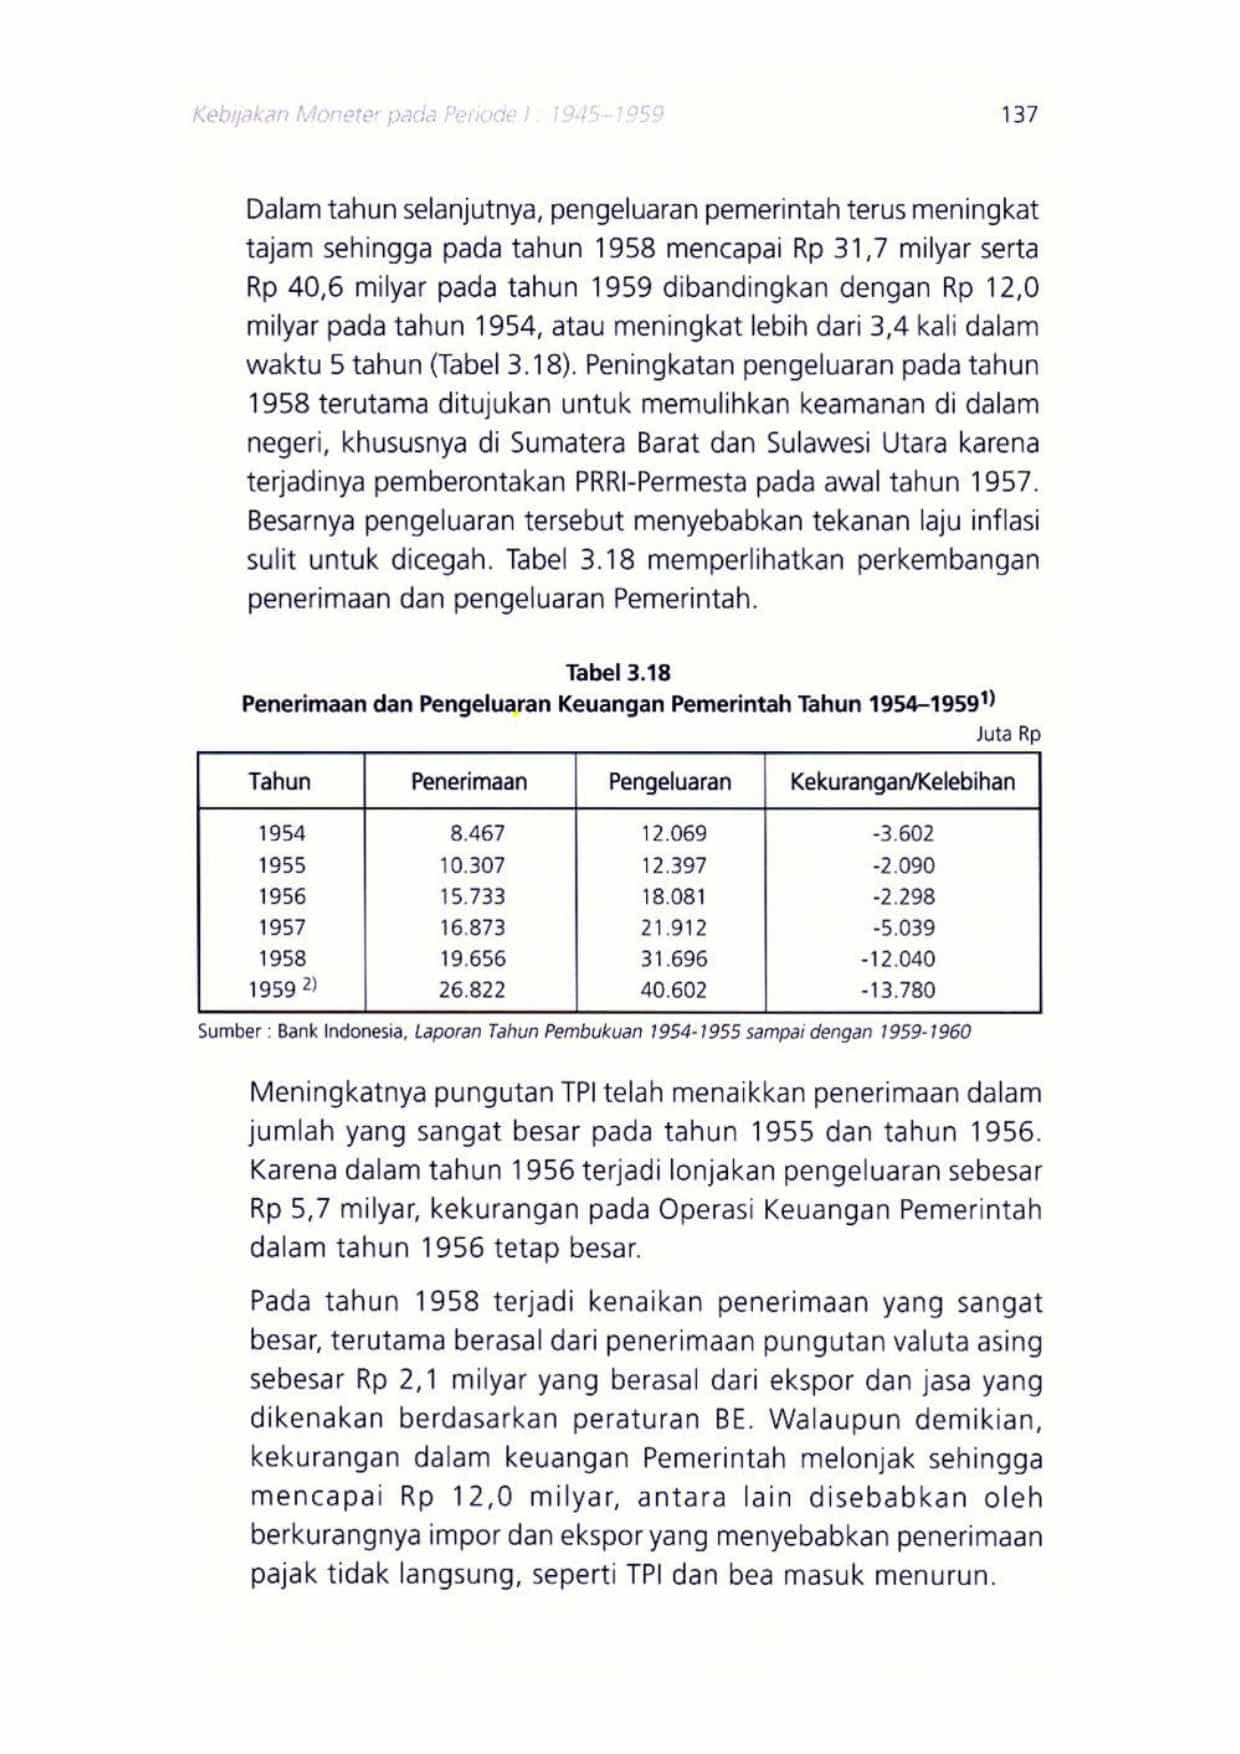 Kebijakan Moneter pada Periode I : 1945–1959
137
Dalam tahun selanjutnya, pengeluaran pemerintah terus meningkat
tajam sehingga pada tahun 1958 mencapai Rp 31,7 milyar serta
Rp 40,6 milyar pada tahun 1959 dibandingkan dengan Rp 12,0
milyar pada tahun 1954, atau meningkat lebih dari 3,4 kali dalam
waktu 5 tahun (Tabel 3.18). Peningkatan pengeluaran pada tahun
1958 terutama ditujukan untuk memulihkan keamanan di dalam
negeri, khususnya di Sumatera Barat dan Sulawesi Utara karena
terjadinya pemberontakan PRRI-Permesta pada awal tahun 1957.
Besarnya pengeluaran tersebut menyebabkan tekanan laju inflasi
sulit untuk dicegah. Tabel 3.18 memperlihatkan perkembangan
penerimaan dan pengeluaran Pemerintah.
Tabel 3.18
Penerimaan dan Pengeluaran Keuangan Pemerintah Tahun 1954–1959¹⁾
Juta Rp
Tahun Penerimaan Pengeluaran Kekurangan/Kelebihan
1954 8.467 12.069 -3.602
1955 10.307 12.397 -2.090
1956 15.733 18.081 -2.298
1957 16.873 21.912 -5.039
1958 19.656 31.696 -12.040
1959 ²⁾ 26.822 40.602 -13.780
Sumber : Bank Indonesia, Laporan Tahun Pembukuan 1954-1955 sampai dengan 1959-1960
Meningkatnya pungutan TPI telah menaikkan penerimaan dalam
jumlah yang sangat besar pada tahun 1955 dan tahun 1956.
Karena dalam tahun 1956 terjadi lonjakan pengeluaran sebesar
Rp 5,7 milyar, kekurangan pada Operasi Keuangan Pemerintah
dalam tahun 1956 tetap besar.
Pada tahun 1958 terjadi kenaikan penerimaan yang sangat
besar, terutama berasal dari penerimaan pungutan valuta asing
sebesar Rp 2,1 milyar yang berasal dari ekspor dan jasa yang
dikenakan berdasarkan peraturan BE. Walaupun demikian,
kekurangan dalam keuangan Pemerintah melonjak sehingga
mencapai Rp 12,0 milyar, antara lain disebabkan oleh
berkurangnya impor dan ekspor yang menyebabkan penerimaan
pajak tidak langsung, seperti TPI dan bea masuk menurun.